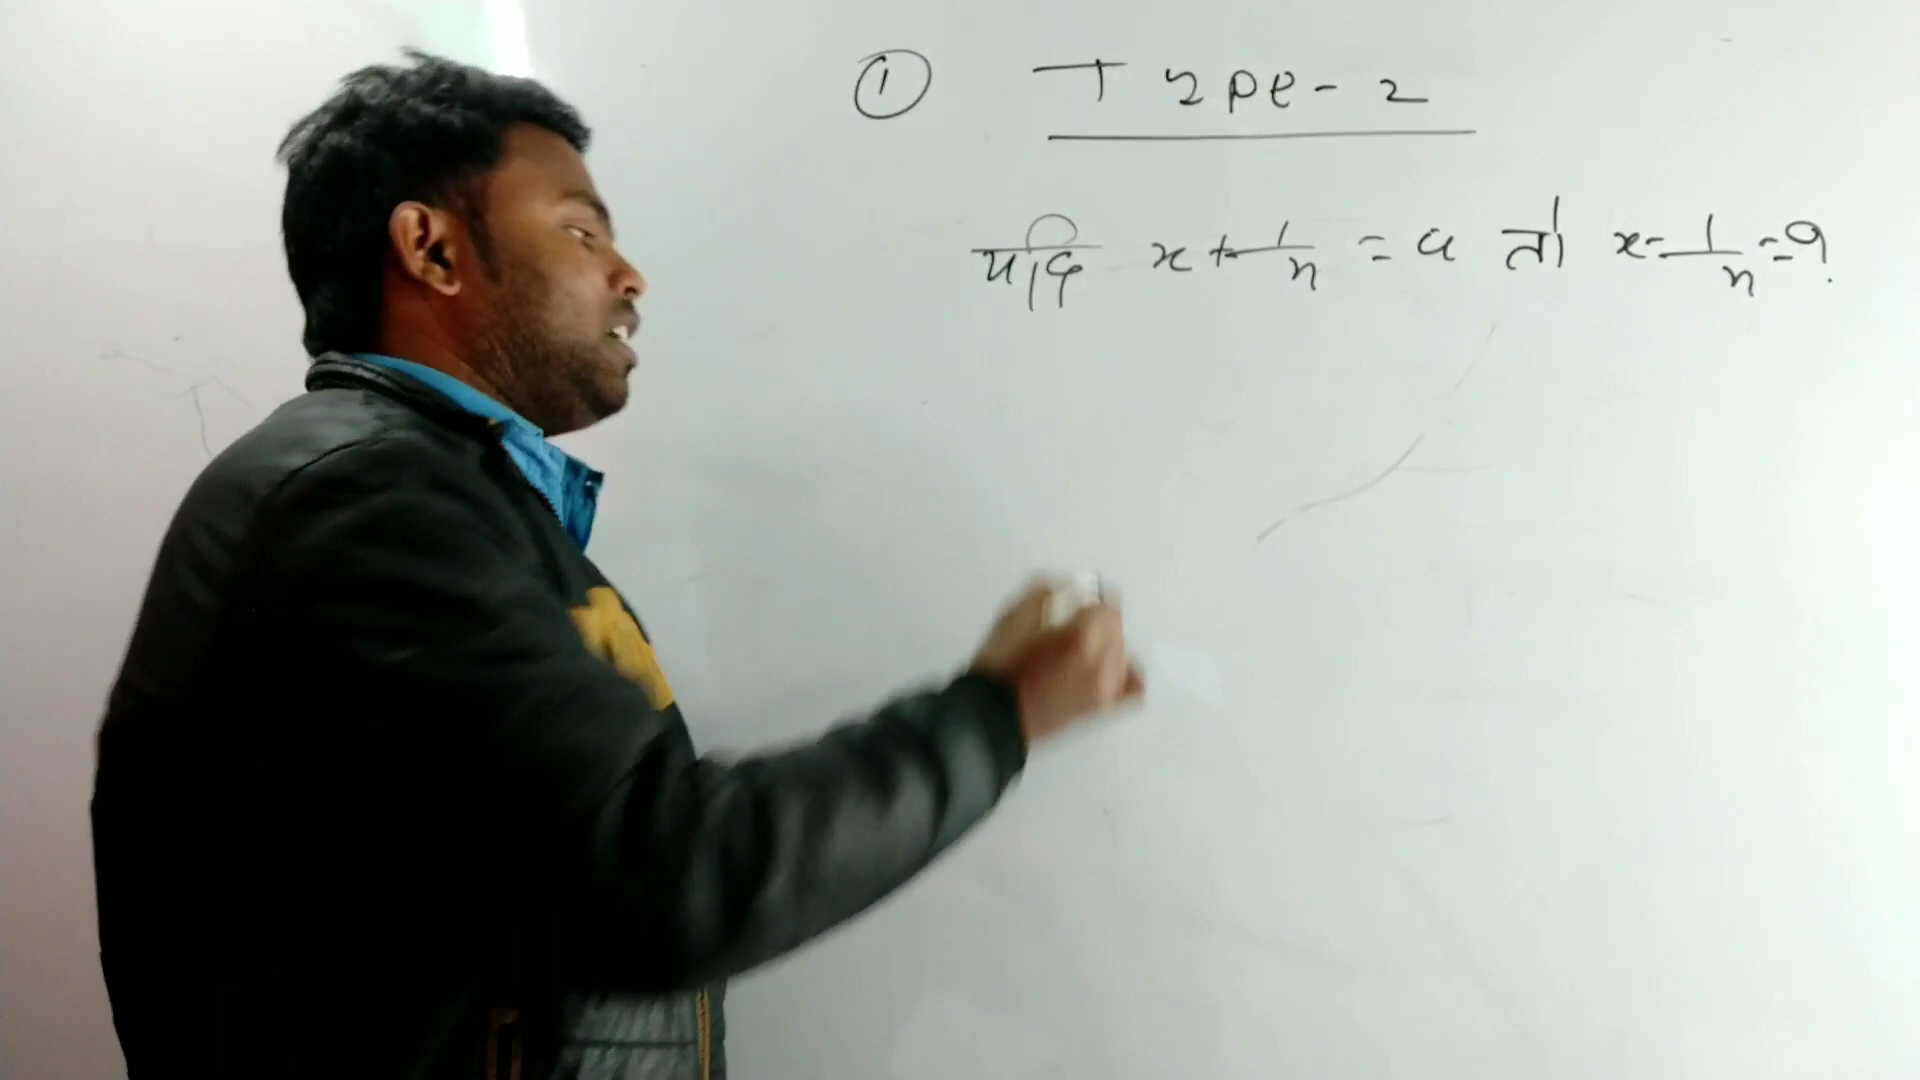 ① Type-2
यदि x + 1/x = a तो x - 1/x = ?